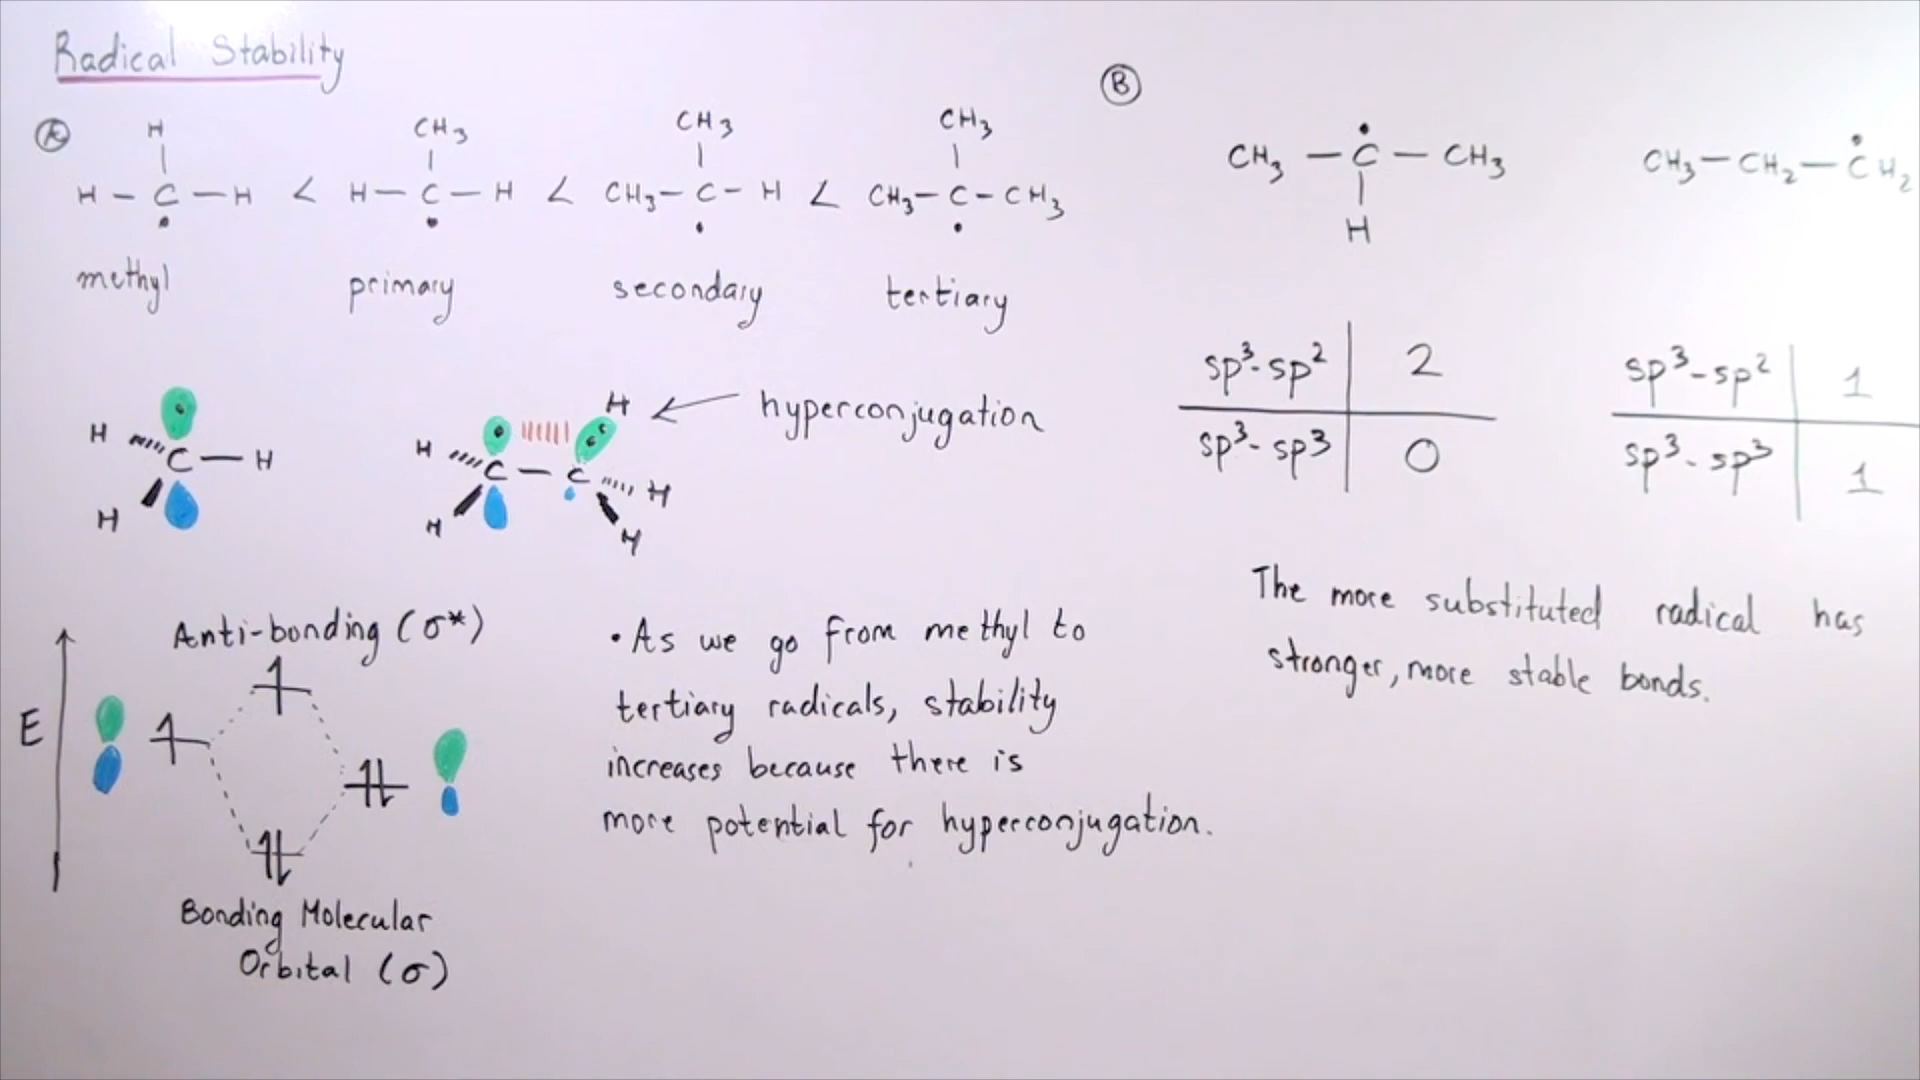 Radical Stability
Ⓐ
H
H – C – H < H – C – H < CH₃ – C – H < CH₃ – C – CH₃
CH₃
CH₃
CH₃
methyl primary secondary tertiary
H C – H
H
H C – C H
H H
H
hyperconjugation
Anti-bonding (σ*)
E
Bonding Molecular
Orbital (σ)
• As we go from methyl to
tertiary radicals, stability
increases because there is
more potential for hyperconjugation.
Ⓑ
CH₃ – Ċ – CH₃
H
CH₃ – CH₂ – ĊH₂
sp³-sp² 2
sp³-sp³ 0
sp³-sp² 1
sp³-sp³ 1
The more substituted radical has
stronger, more stable bonds.